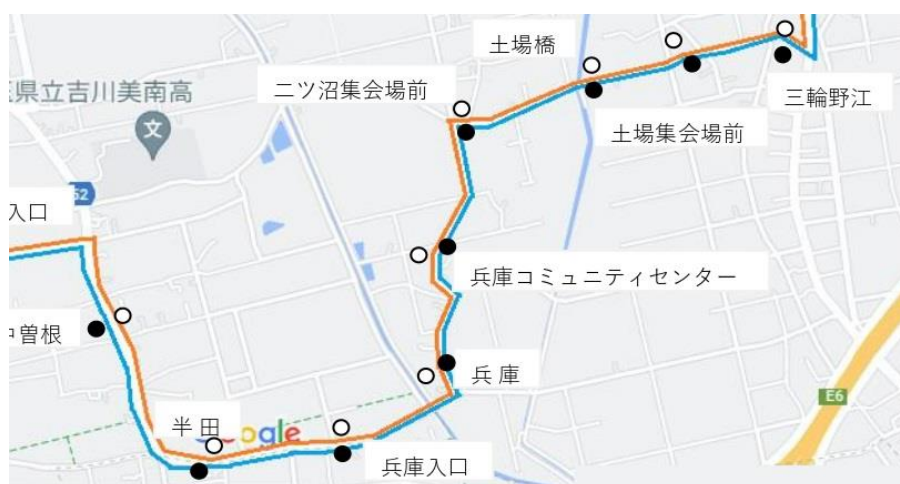 土場橋
県立吉川美南高
文
二ツ沼集会場前
三輪野江
土場集会場前
52
入口
兵庫コミュニティセンター
曽根
兵庫
E6
半田
Google
兵庫入口